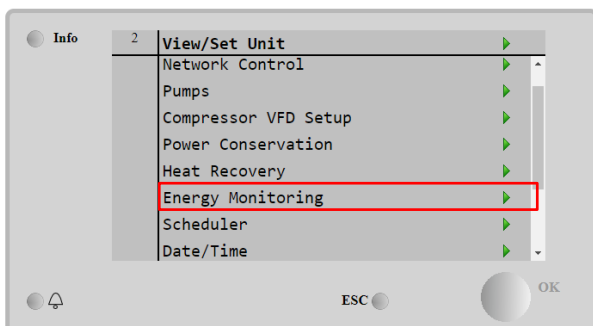 Info
2 View/Set Unit
Network Control
Pumps
Compressor VFD Setup
Power Conservation
Heat Recovery
Energy Monitoring
Scheduler
Date/Time
ESC
OK